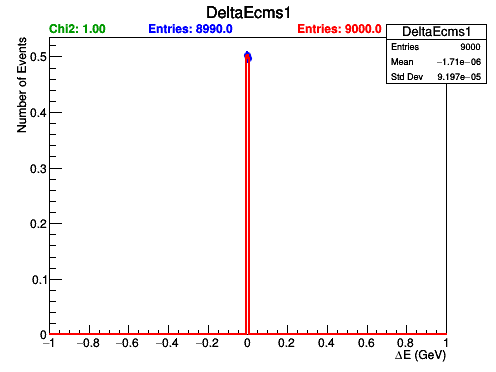 DeltaEcms1
Chi2: 1.00 Entries: 8990.0 Entries: 9000.0
DeltaEcms1
Entries 9000
Mean −1.71e−06
Std Dev 9.197e−05
Number of Events
0.5
0.4
0.3
0.2
0.1
0
−1 −0.8 −0.6 −0.4 −0.2 0 0.2 0.4 0.6 0.8 1
ΔE (GeV)